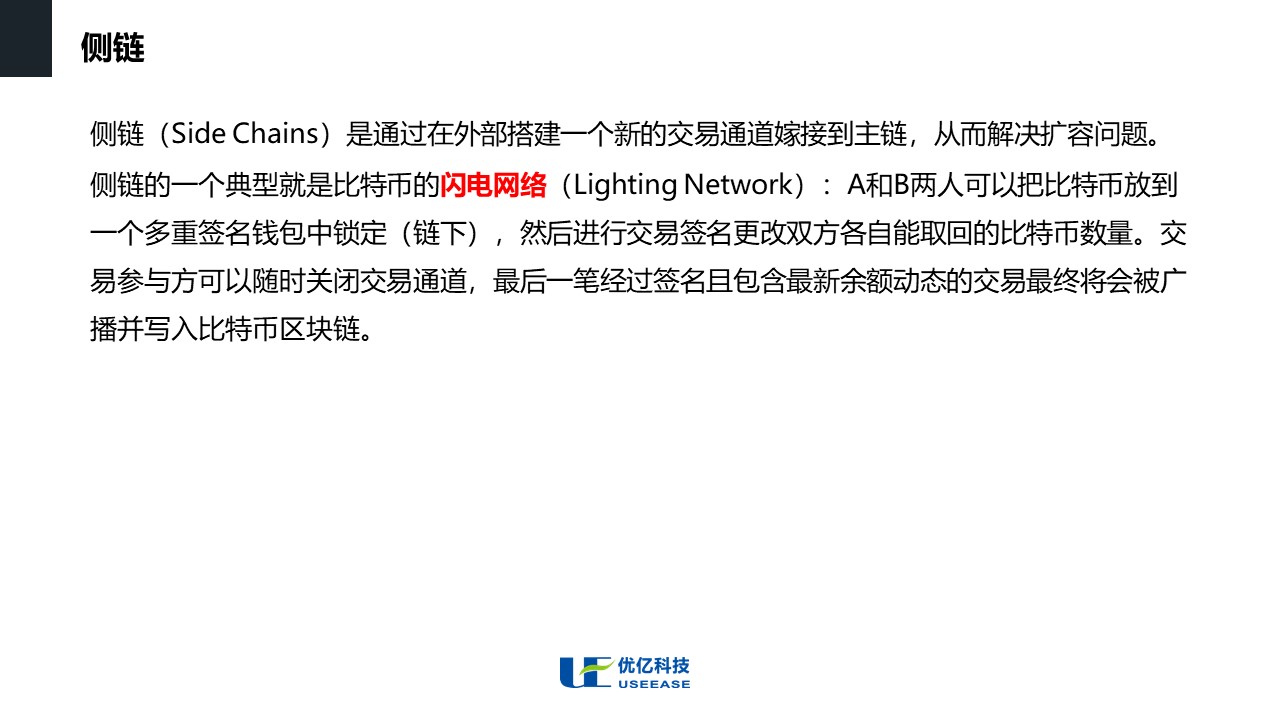 侧链
侧链（Side Chains）是通过在外部搭建一个新的交易通道嫁接到主链，从而解决扩容问题。
侧链的一个典型就是比特币的闪电网络（Lighting Network）：A和B两人可以把比特币放到
一个多重签名钱包中锁定（链下），然后进行交易签名更改双方各自能取回的比特币数量。交
易参与方可以随时关闭交易通道，最后一笔经过签名且包含最新余额动态的交易最终将会被广
播并写入比特币区块链。
优亿科技
USEEASE